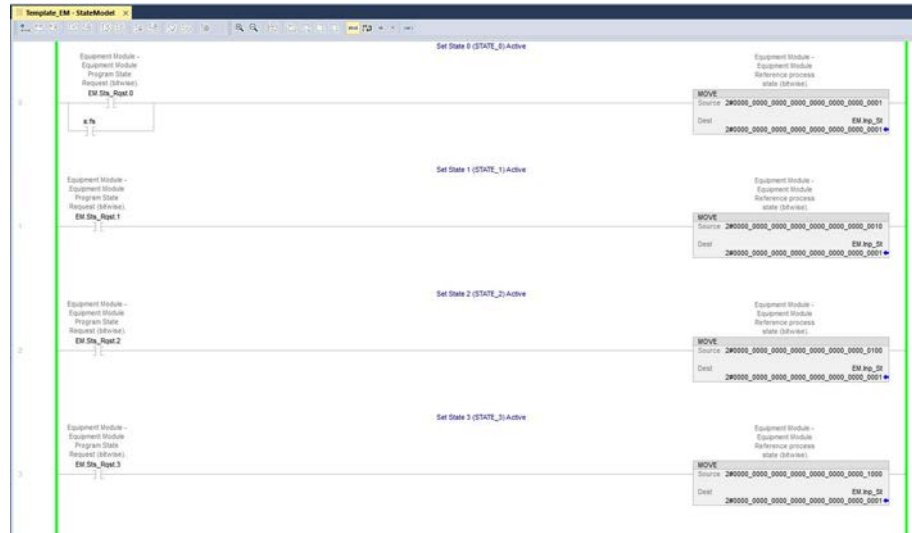 Template_EM - StateModel ×
Set State 0 (STATE_0) Active
Equipment Module -
Equipment Module
Program State
Request (bitwise).
EM.Sts_Rqst.0
0
s:fs
Equipment Module -
Equipment Module
Reference process
state (bitwise).
MOVE
Source 2#0000_0000_0000_0000_0000_0000_0000_0001
Dest EM.Inp_St
2#0000_0000_0000_0000_0000_0000_0000_0001
Set State 1 (STATE_1) Active
Equipment Module -
Equipment Module
Program State
Request (bitwise).
EM.Sts_Rqst.1
1
Equipment Module -
Equipment Module
Reference process
state (bitwise).
MOVE
Source 2#0000_0000_0000_0000_0000_0000_0000_0010
Dest EM.Inp_St
2#0000_0000_0000_0000_0000_0000_0000_0001
Set State 2 (STATE_2) Active
Equipment Module -
Equipment Module
Program State
Request (bitwise).
EM.Sts_Rqst.2
2
Equipment Module -
Equipment Module
Reference process
state (bitwise).
MOVE
Source 2#0000_0000_0000_0000_0000_0000_0000_0100
Dest EM.Inp_St
2#0000_0000_0000_0000_0000_0000_0000_0001
Set State 3 (STATE_3) Active
Equipment Module -
Equipment Module
Program State
Request (bitwise).
EM.Sts_Rqst.3
3
Equipment Module -
Equipment Module
Reference process
state (bitwise).
MOVE
Source 2#0000_0000_0000_0000_0000_0000_0000_1000
Dest EM.Inp_St
2#0000_0000_0000_0000_0000_0000_0000_0001